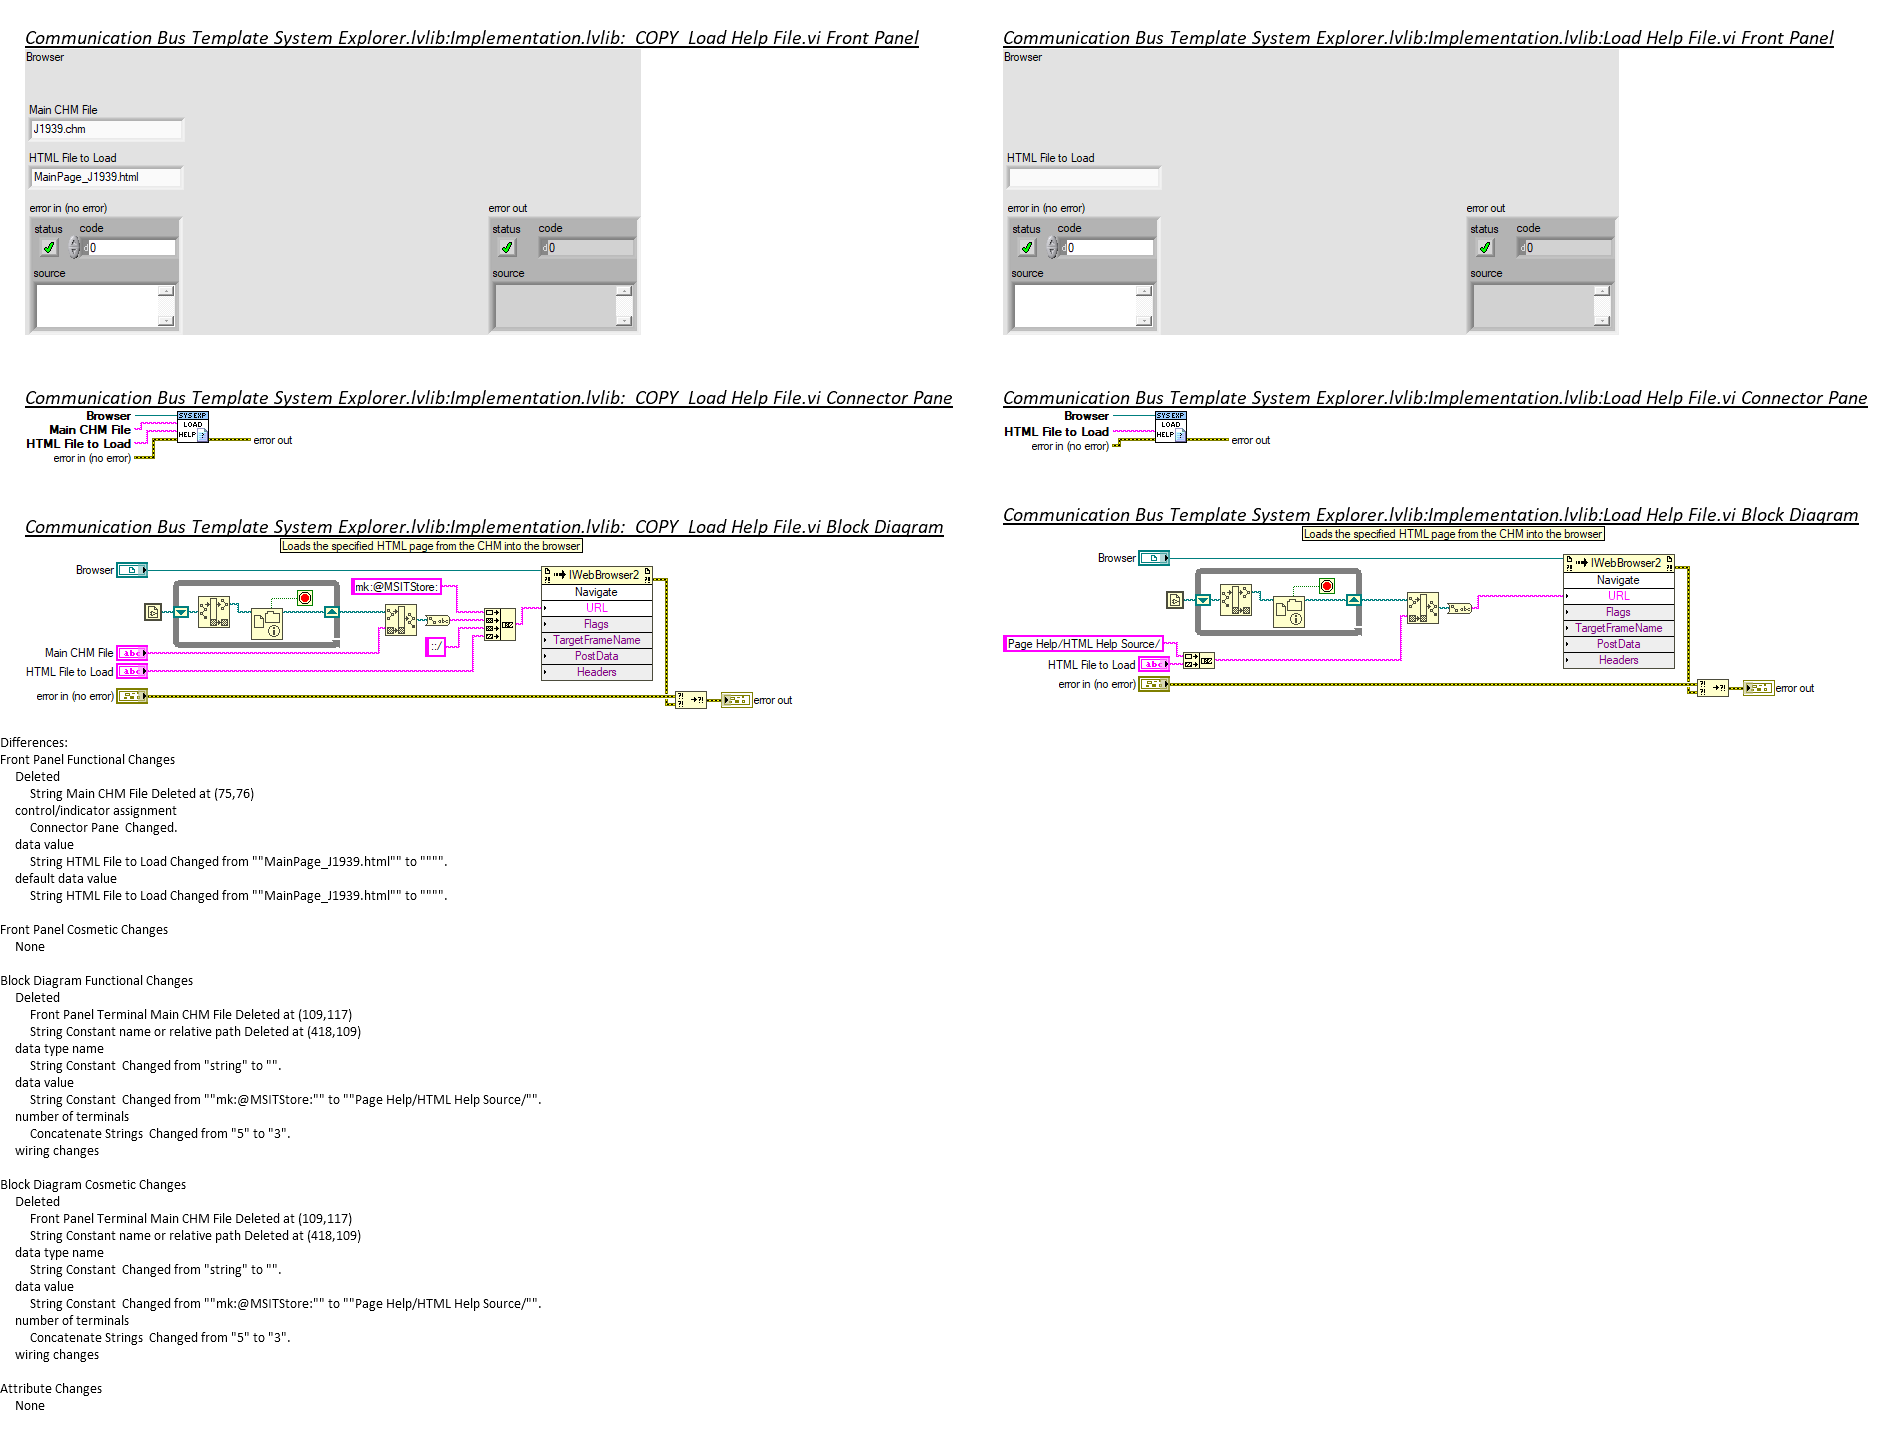 Communication Bus Template System Explorer.lvlib:Implementation.lvlib:  COPY  Load Help File.vi Front Panel
Browser
Main CHM File
J1939.chm
HTML File to Load
MainPage_J1939.html
error in (no error)
status
code
d
0
source
error out
status
code
d
0
source
Communication Bus Template System Explorer.lvlib:Implementation.lvlib:Load Help File.vi Front Panel
Browser
HTML File to Load
error in (no error)
status
code
d
0
source
error out
status
code
d
0
source
Communication Bus Template System Explorer.lvlib:Implementation.lvlib:  COPY  Load Help File.vi Connector Pane
Browser
Main CHM File
HTML File to Load
error in (no error)
SYS EXP
LOAD
HELP ?
error out
Communication Bus Template System Explorer.lvlib:Implementation.lvlib:Load Help File.vi Connector Pane
Browser
HTML File to Load
error in (no error)
SYS EXP
LOAD
HELP ?
error out
Communication Bus Template System Explorer.lvlib:Implementation.lvlib:  COPY  Load Help File.vi Block Diagram
Loads the specified HTML page from the CHM into the browser
Browser
mk:@MSITStore:
IWebBrowser2
Navigate
URL
Flags
TargetFrameName
PostData
Headers
::/
Main CHM File
abc
HTML File to Load
abc
error in (no error)
error out
Communication Bus Template System Explorer.lvlib:Implementation.lvlib:Load Help File.vi Block Diagram
Loads the specified HTML page from the CHM into the browser
Browser
IWebBrowser2
Navigate
URL
Flags
TargetFrameName
PostData
Headers
Page Help/HTML Help Source/
HTML File to Load
abc
error in (no error)
error out
Differences:
Front Panel Functional Changes
Deleted
String Main CHM File Deleted at (75,76)
control/indicator assignment
Connector Pane  Changed.
data value
String HTML File to Load Changed from ""MainPage_J1939.html"" to """".
default data value
String HTML File to Load Changed from ""MainPage_J1939.html"" to """".
Front Panel Cosmetic Changes
None
Block Diagram Functional Changes
Deleted
Front Panel Terminal Main CHM File Deleted at (109,117)
String Constant name or relative path Deleted at (418,109)
data type name
String Constant  Changed from "string" to "".
data value
String Constant  Changed from ""mk:@MSITStore:"" to ""Page Help/HTML Help Source/"".
number of terminals
Concatenate Strings  Changed from "5" to "3".
wiring changes
Block Diagram Cosmetic Changes
Deleted
Front Panel Terminal Main CHM File Deleted at (109,117)
String Constant name or relative path Deleted at (418,109)
data type name
String Constant  Changed from "string" to "".
data value
String Constant  Changed from ""mk:@MSITStore:"" to ""Page Help/HTML Help Source/"".
number of terminals
Concatenate Strings  Changed from "5" to "3".
wiring changes
Attribute Changes
None